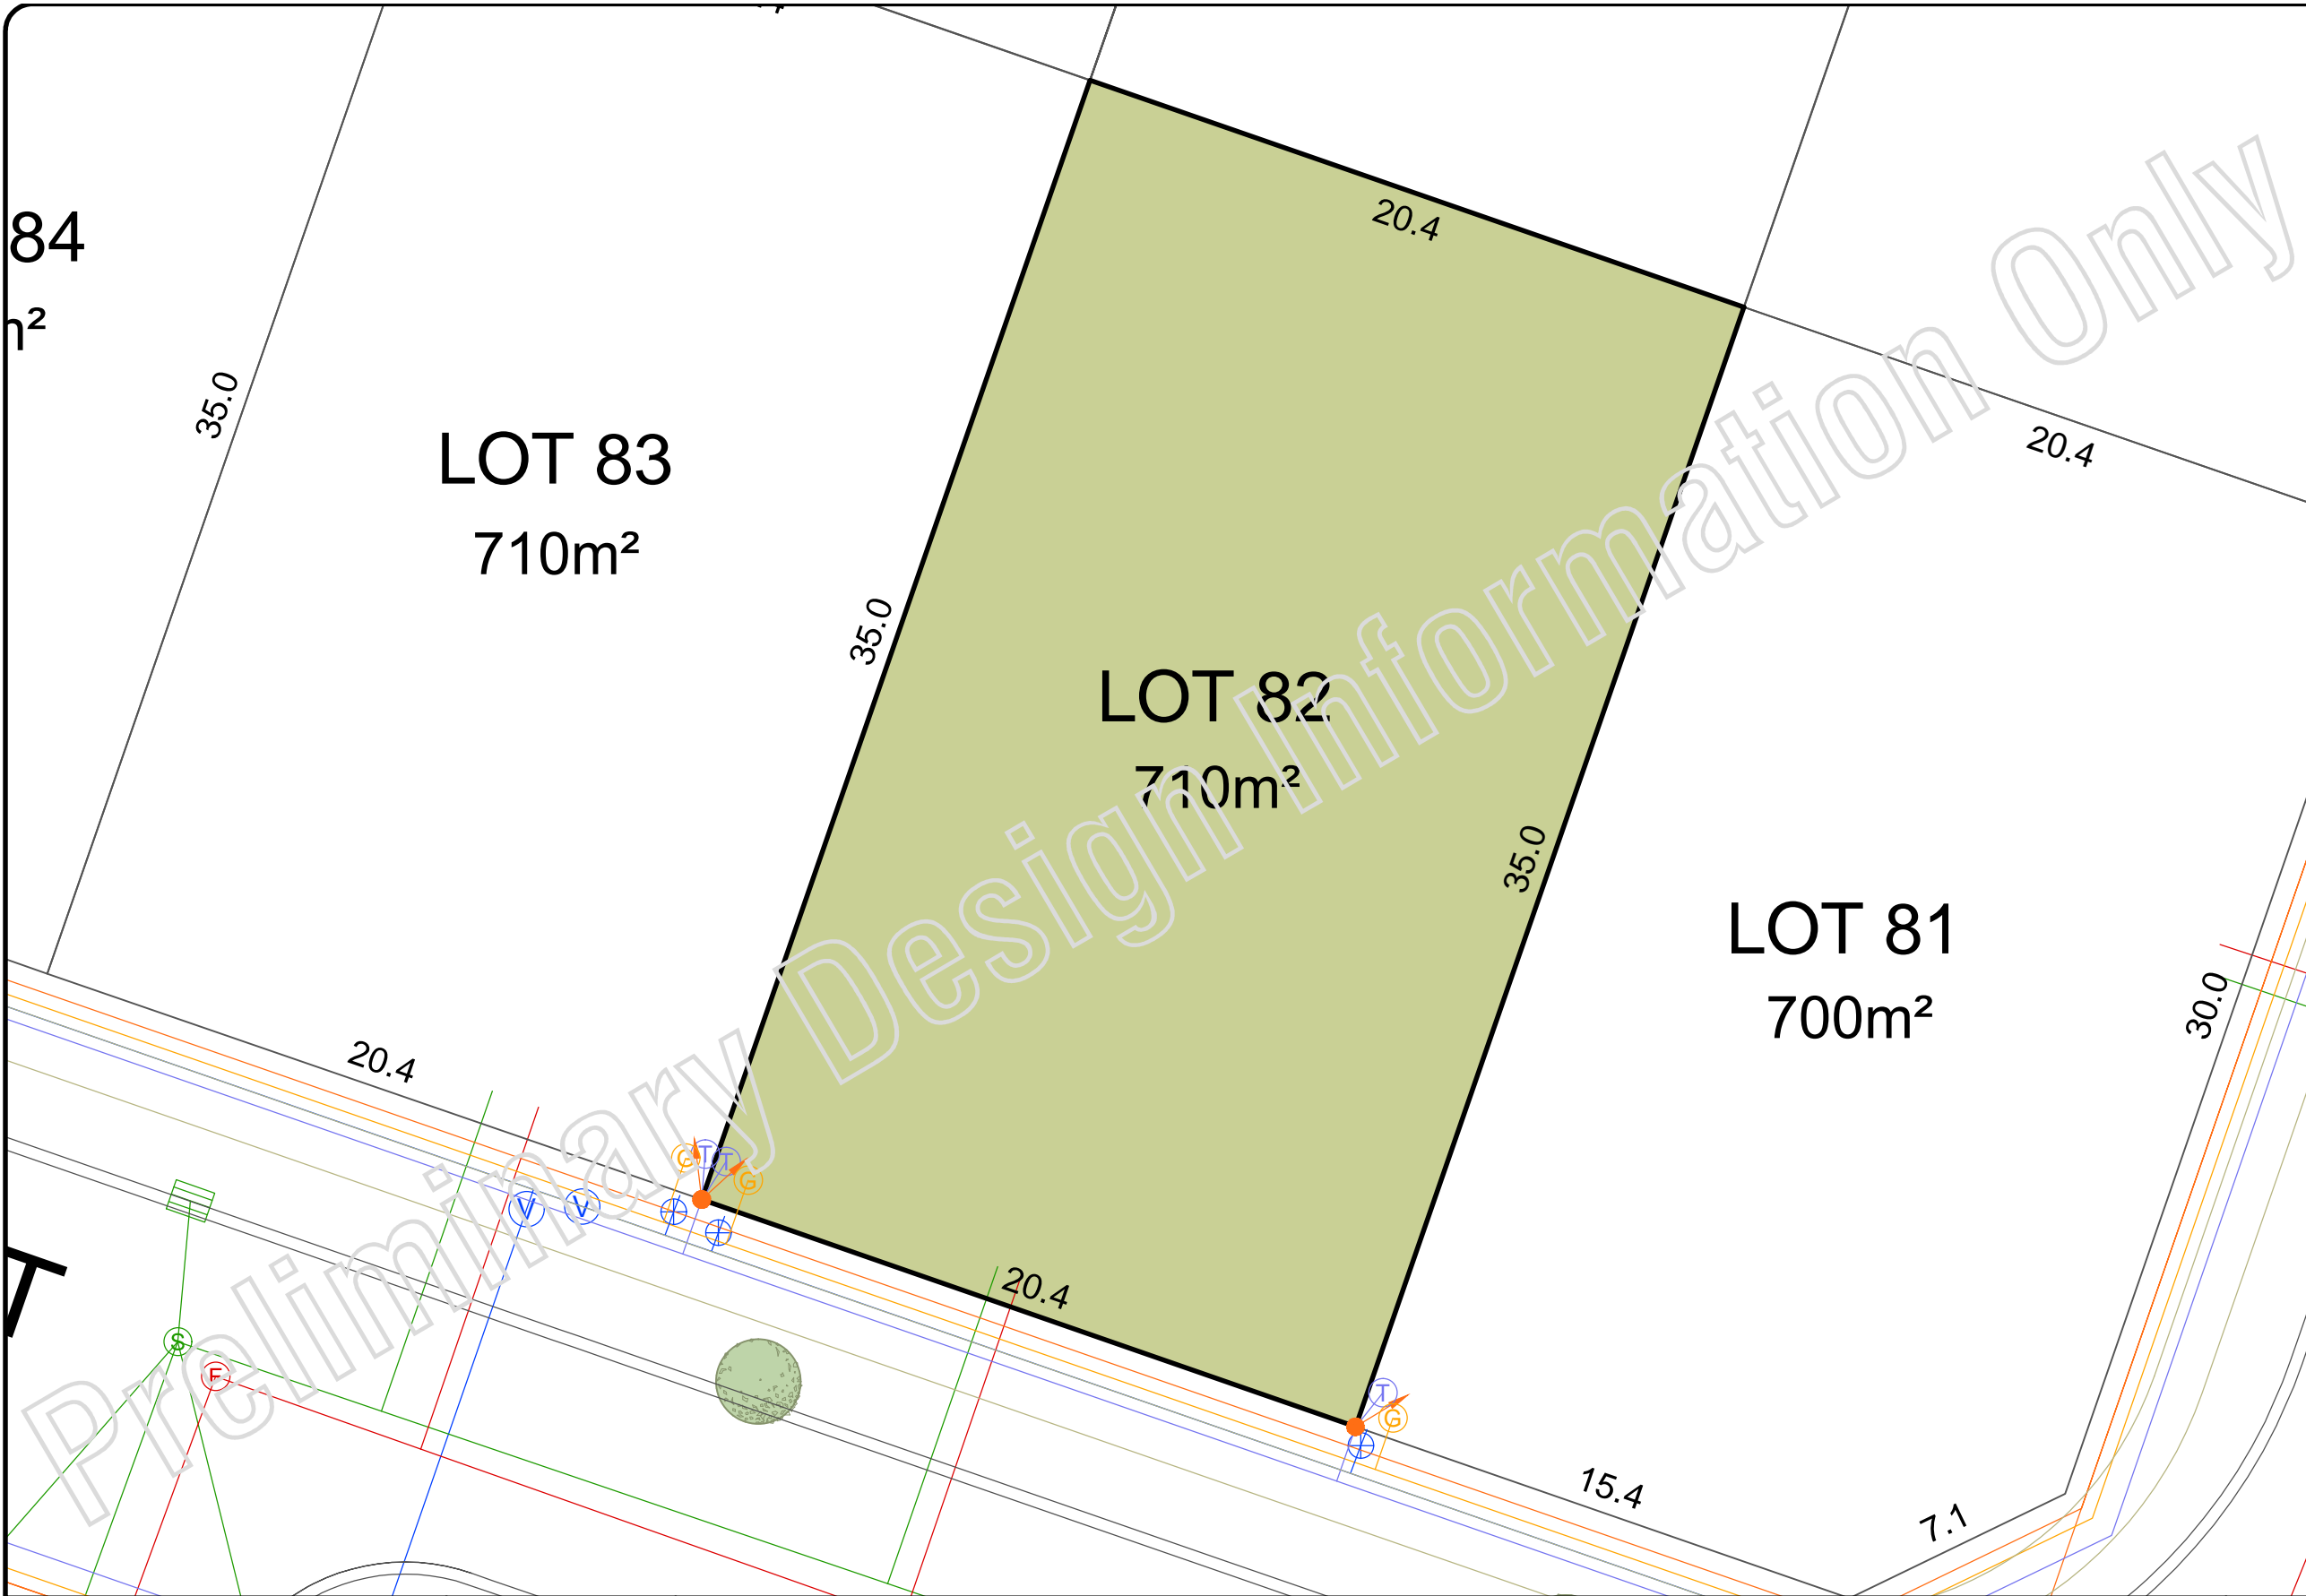 84
m²
35.0
LOT 83
710m²
35.0
20.4
20.4
LOT 82
710m²
35.0
20.4
LOT 81
700m²
30.0
20.4
15.4
7.1
G
T
T
G
V
V
S
F
T
G
T
Preliminary Design Information Only